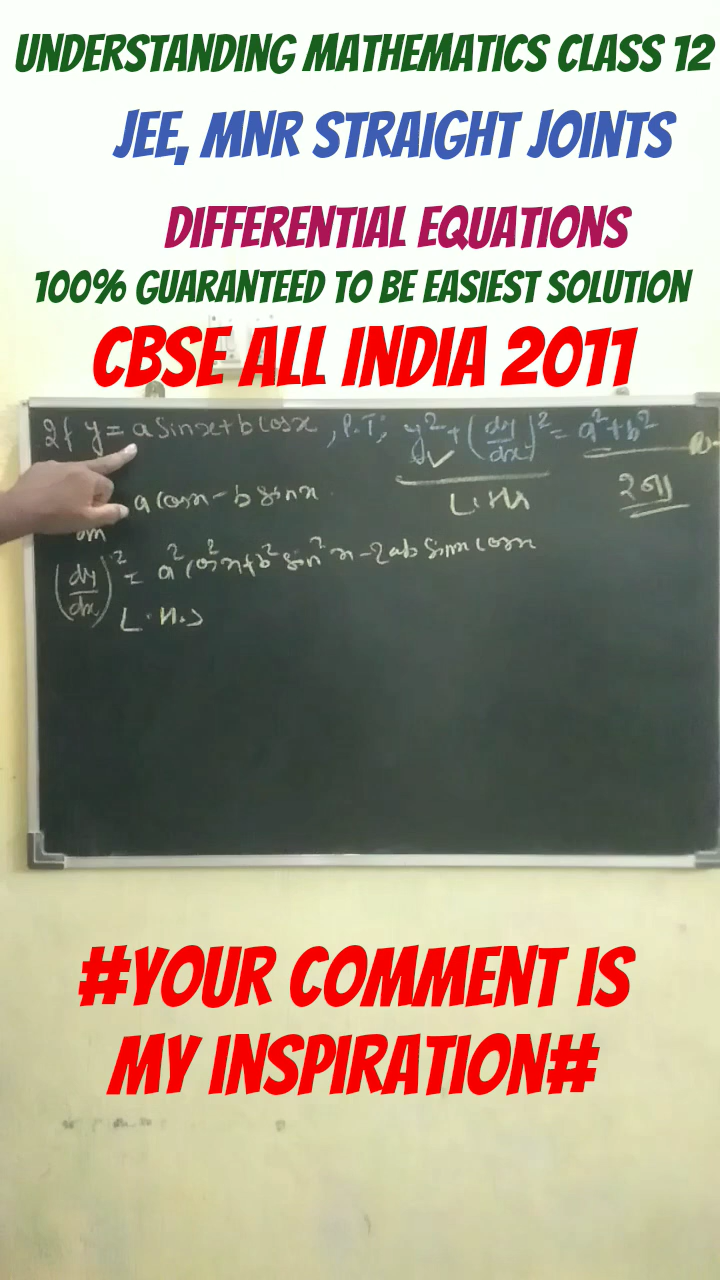 UNDERSTANDING MATHEMATICS CLASS 12
JEE, MNR STRAIGHT JOINTS
DIFFERENTIAL EQUATIONS
100% GUARANTEED TO BE EASIEST SOLUTION
CBSE ALL INDIA 2011
If y = a sinx + b cosx , P.T; y² + (dy/dx)² = a² + b²
a cosx - b sinx
L.H.S
(dy/dx)² = a² cos² x + b² sin² x - 2ab sinx cosx
L.H.S
#YOUR COMMENT IS
MY INSPIRATION#